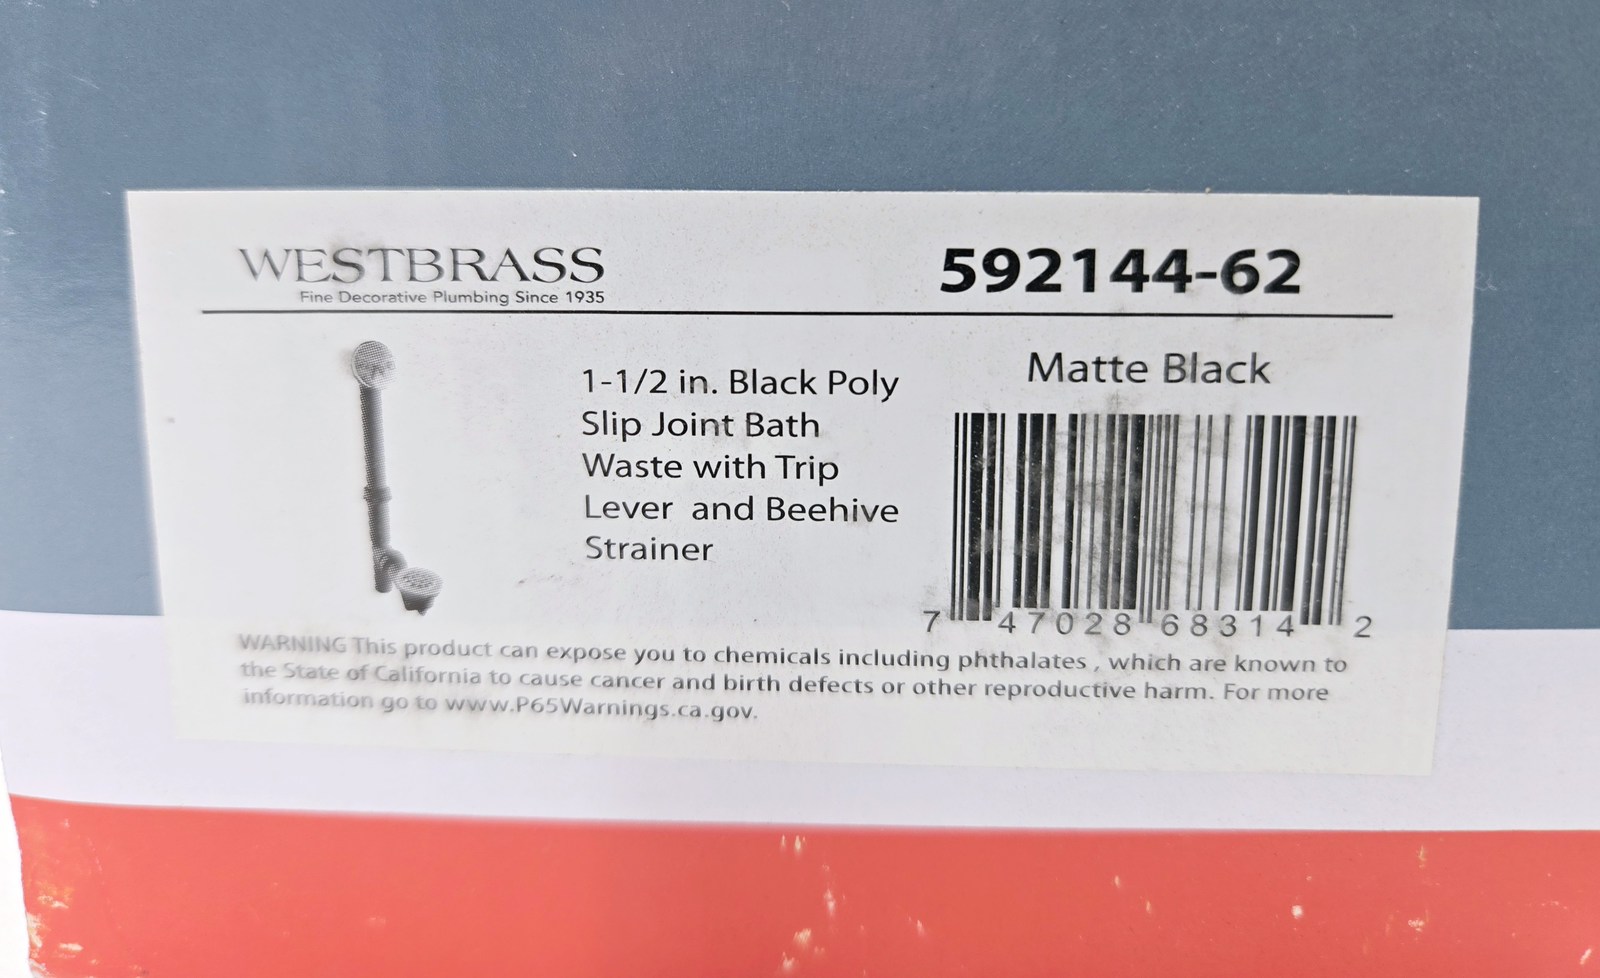 WESTBRASS
Fine Decorative Plumbing Since 1935
592144-62
1-1/2 in. Black Poly
Slip Joint Bath
Waste with Trip
Lever and Beehive
Strainer
Matte Black
7 47028 68314 2
WARNING This product can expose you to chemicals including phthalates , which are known to
the State of California to cause cancer and birth defects or other reproductive harm. For more
information go to www.P65Warnings.ca.gov.